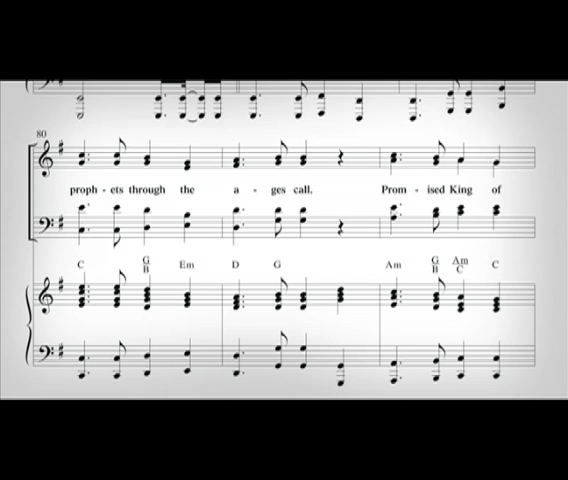 80
proph - ets through the a - ges call. Prom - ised King of
C G/B Em D G Am G/B Am/C C